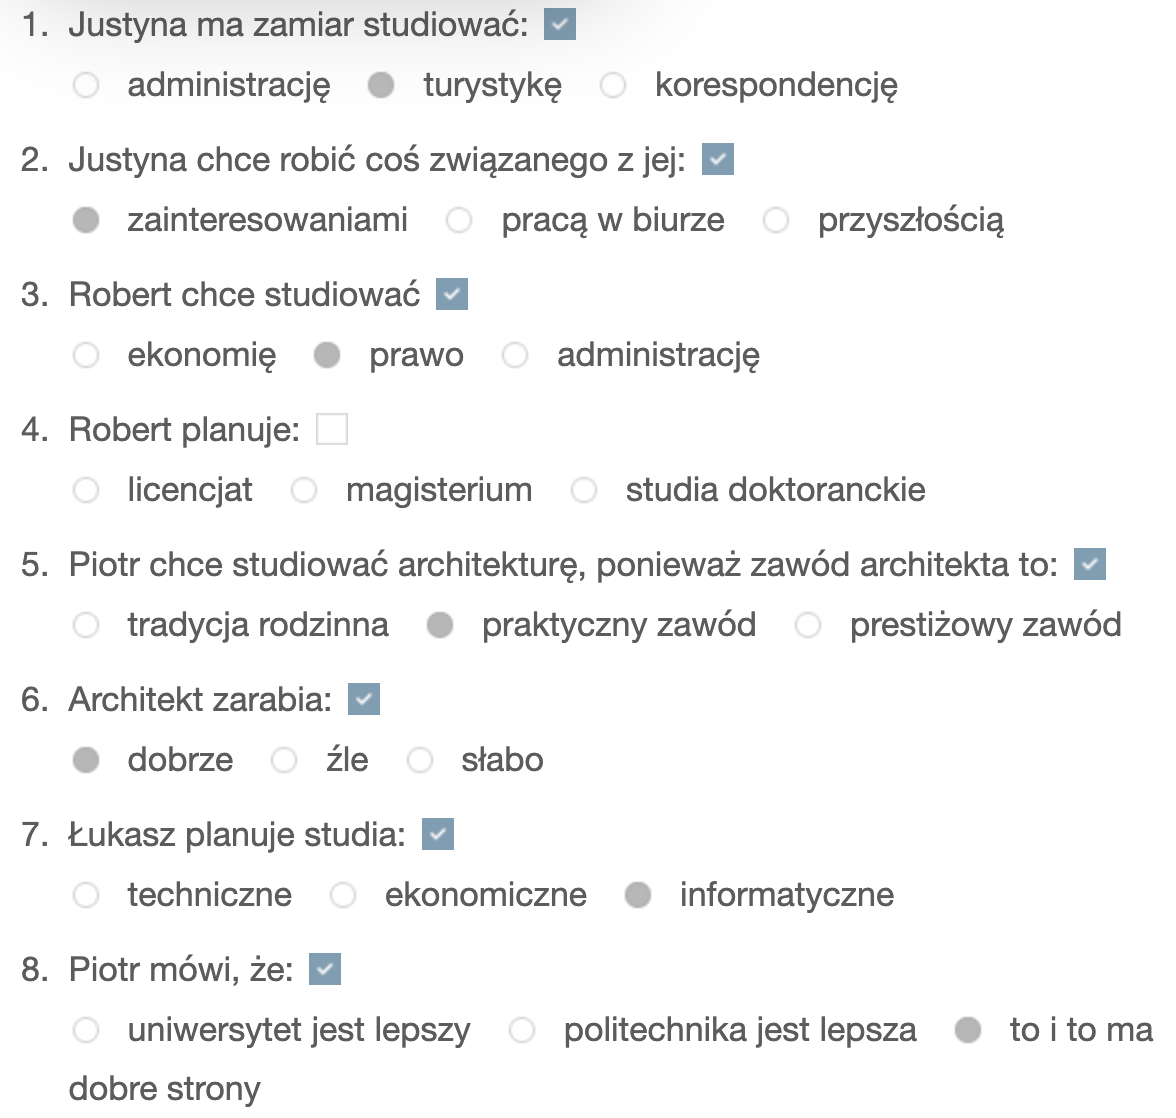 1. Justyna ma zamiar studiować:
administrację turystykę korespondencję
2. Justyna chce robić coś związanego z jej:
zainteresowaniami pracą w biurze przyszłością
3. Robert chce studiować
ekonomię prawo administrację
4. Robert planuje:
licencjat magisterium studia doktoranckie
5. Piotr chce studiować architekturę, ponieważ zawód architekta to:
tradycja rodzinna praktyczny zawód prestiżowy zawód
6. Architekt zarabia:
dobrze źle słabo
7. Łukasz planuje studia:
techniczne ekonomiczne informatyczne
8. Piotr mówi, że:
uniwersytet jest lepszy politechnika jest lepsza to i to ma
dobre strony